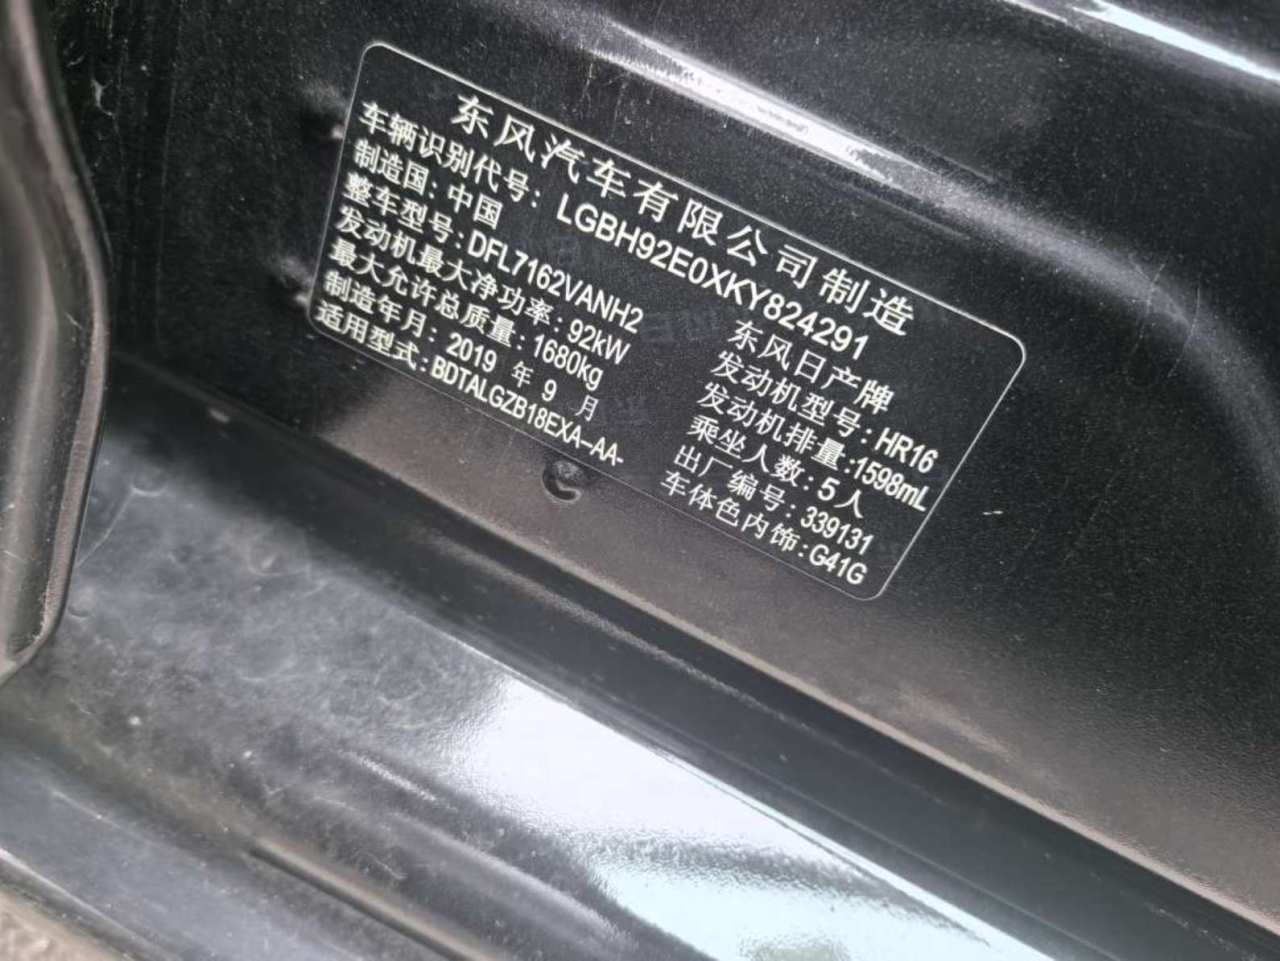 东风汽车有限公司制造
车辆识别代号: LGBH92E0XKY824291
制造国: 中国
东风日产牌
整车型号: DFL7162VANH2
发动机型号: HR16
发动机最大净功率: 92kW
发动机排量: 1598mL
最大允许总质量: 1680kg
乘坐人数: 5 人
制造年月: 2019 年 9 月
出厂编号: 339131
适用型式: BDTALGZB18EXA-AA-
车体色内饰: G41G